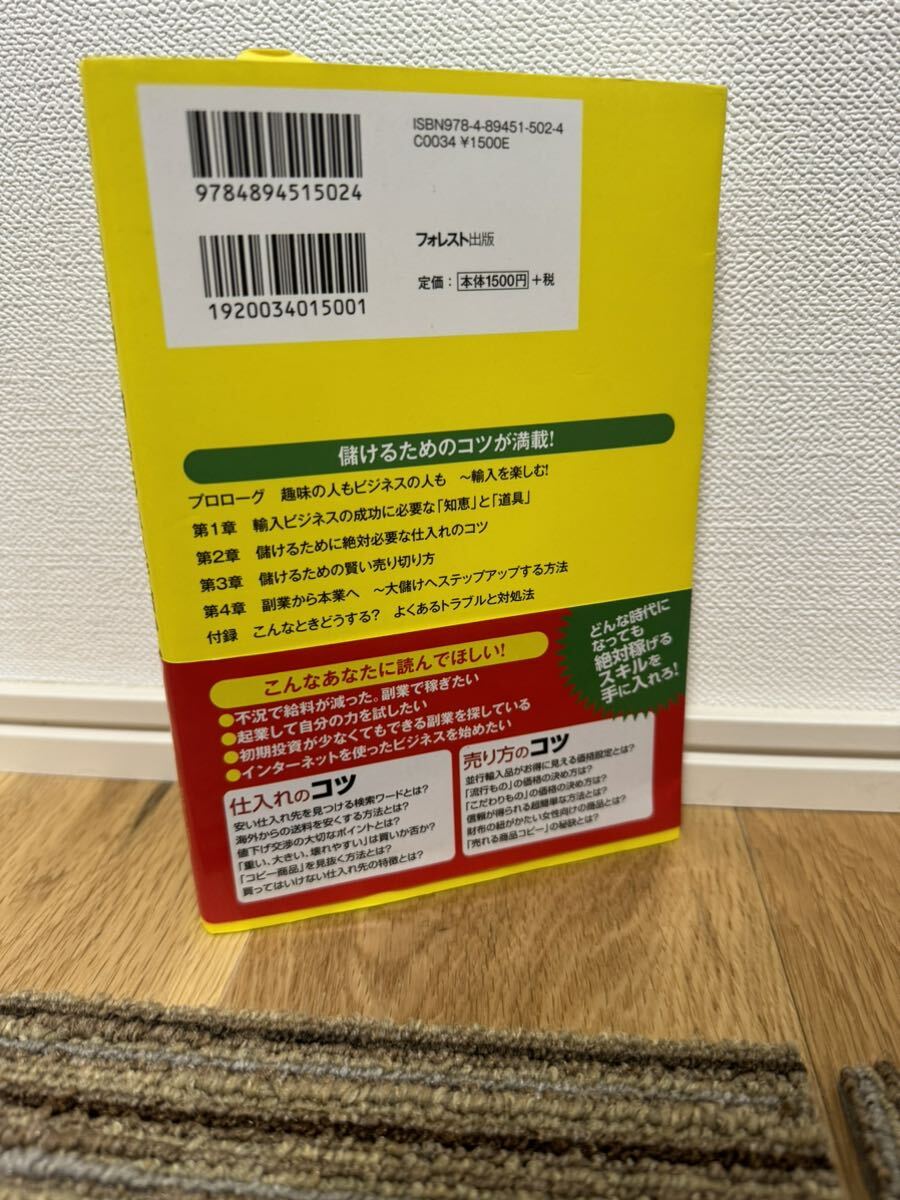 ISBN978-4-89451-502-4
C0034 ¥1500E
9784894515024
フォレスト出版
定価：本体1500円+税
1920034015001
儲けるためのコツが満載！
プロローグ 趣味の人もビジネスの人も ～輸入を楽しむ！
第1章 輸入ビジネスの成功に必要な「知恵」と「道具」
第2章 儲けるために絶対必要な仕入れのコツ
第3章 儲けるための賢い売り切り方
第4章 副業から本業へ ～大儲けへステップアップする方法
付録 こんなときどうする？ よくあるトラブルと対処法
どんな時代に
なっても
絶対稼げる
スキルを
手に入れろ！
こんなあなたに読んでほしい！
●不況で給料が減った。副業で稼ぎたい
●起業して自分の力を試したい
●初期投資が少なくてもできる副業を探している
●インターネットを使ったビジネスを始めたい
仕入れのコツ
安い仕入れ先を見つける検索ワードとは？
海外からの送料を安くする方法とは？
値下げ交渉の大切なポイントとは？
「重い、大きい、壊れやすい」は買いか否か？
「コピー商品」を見抜く方法とは？
買ってはいけない仕入れ先の特徴とは？
売り方のコツ
並行輸入品がお得に見える価格設定とは？
「流行もの」の価格の決め方は？
「こだわりもの」の価格の決め方は？
信頼が得られる超簡単な方法とは？
財布の紐がかたい女性向けの商品とは？
「売れる商品コピー」の秘訣とは？